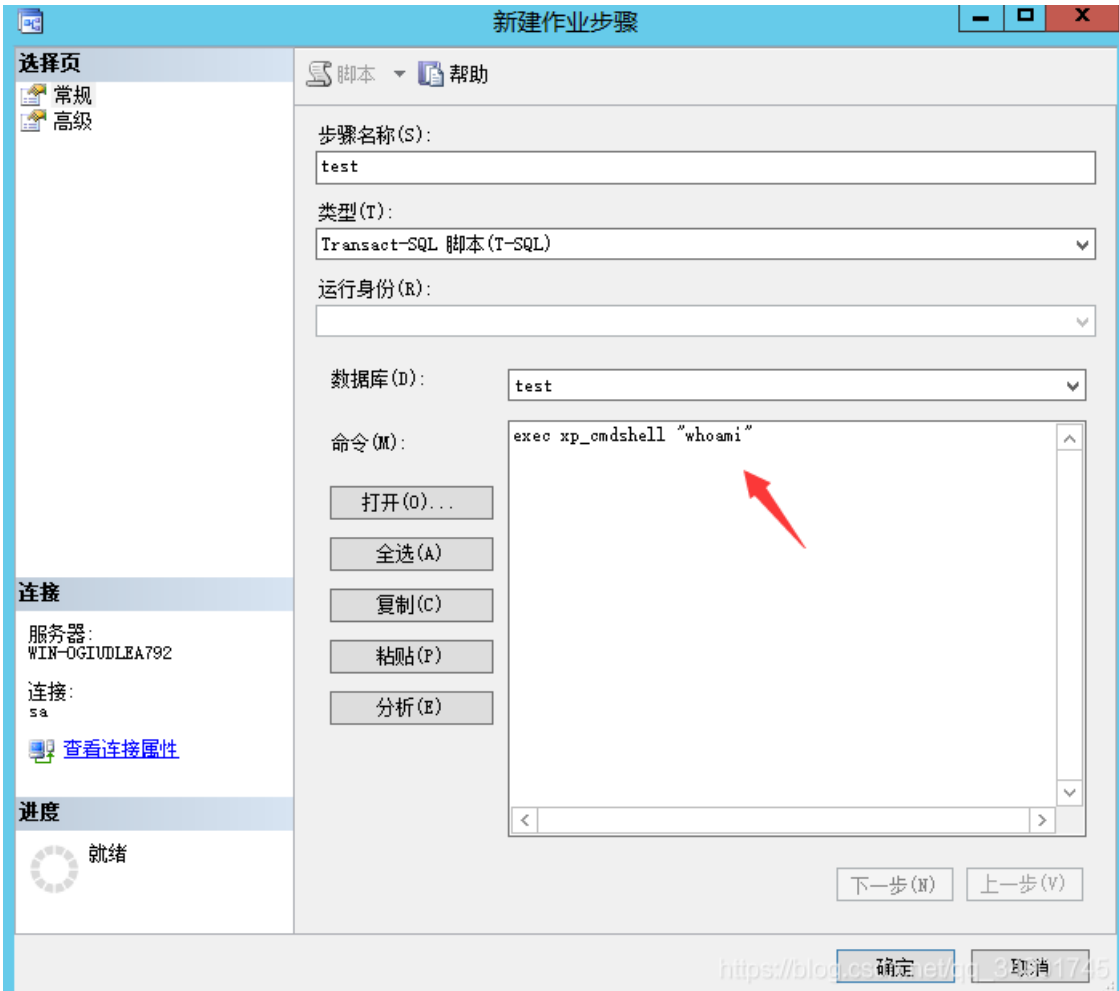 新建作业步骤
选择页
常规
高级
脚本
帮助
步骤名称(S):
test
类型(T):
Transact-SQL 脚本(T-SQL)
运行身份(R):
数据库(D):
test
命令(M):
exec xp_cmdshell "whoami"
打开(O)...
全选(A)
复制(C)
粘贴(P)
分析(E)
连接
服务器:
WIN-OGIUDLEA792
连接:
sa
查看连接属性
进度
就绪
下一步(N)
上一步(V)
确定
取消